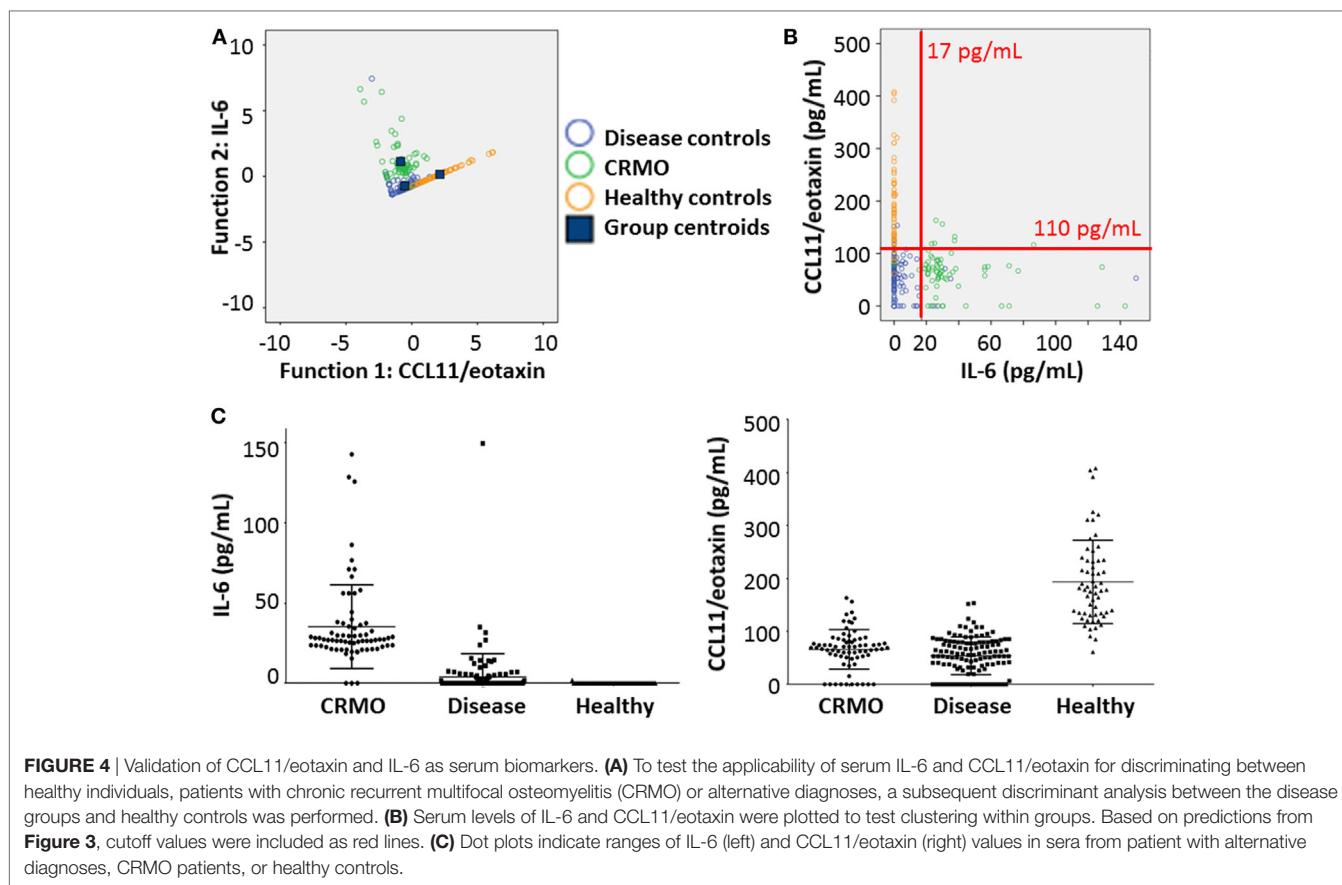 A
10
5
0
-5
-10
-10
-5
0
5
10
Function 2: IL-6
Function 1: CCL11/eotaxin
Disease controls
CRMO
Healthy controls
Group centroids
B
500
400
300
200
100
0
0
20
60
100
140
CCL11/eotaxin (pg/mL)
IL-6 (pg/mL)
17 pg/mL
110 pg/mL
C
150
100
50
0
IL-6 (pg/mL)
CRMO
Disease
Healthy
500
400
300
200
100
0
CCL11/eotaxin (pg/mL)
CRMO
Disease
Healthy
FIGURE 4 | Validation of CCL11/eotaxin and IL-6 as serum biomarkers. (A) To test the applicability of serum IL-6 and CCL11/eotaxin for discriminating between
healthy individuals, patients with chronic recurrent multifocal osteomyelitis (CRMO) or alternative diagnoses, a subsequent discriminant analysis between the disease
groups and healthy controls was performed. (B) Serum levels of IL-6 and CCL11/eotaxin were plotted to test clustering within groups. Based on predictions from
Figure 3, cutoff values were included as red lines. (C) Dot plots indicate ranges of IL-6 (left) and CCL11/eotaxin (right) values in sera from patient with alternative
diagnoses, CRMO patients, or healthy controls.